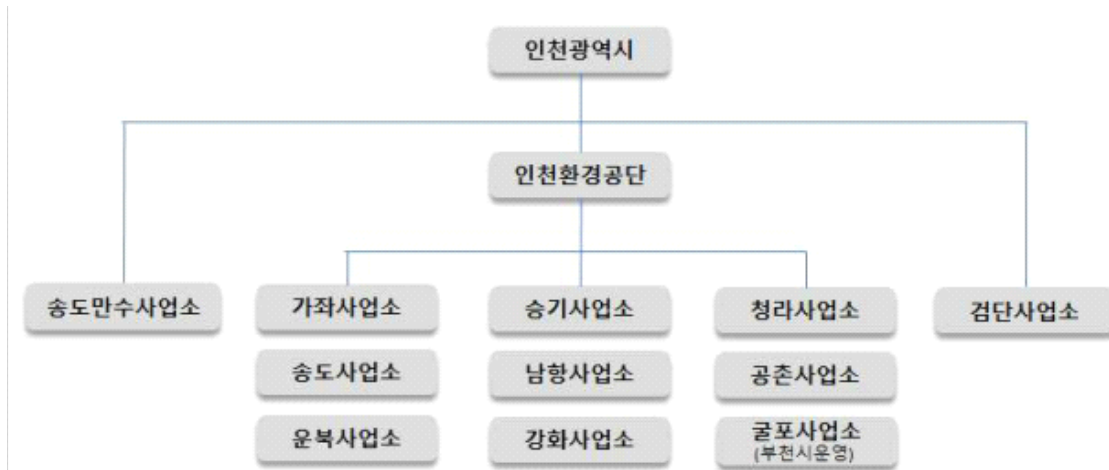 인천광역시
인천환경공단
송도만수사업소
가좌사업소
승기사업소
청라사업소
검단사업소
송도사업소
남항사업소
공촌사업소
운북사업소
강화사업소
굴포사업소
(부천시운영)